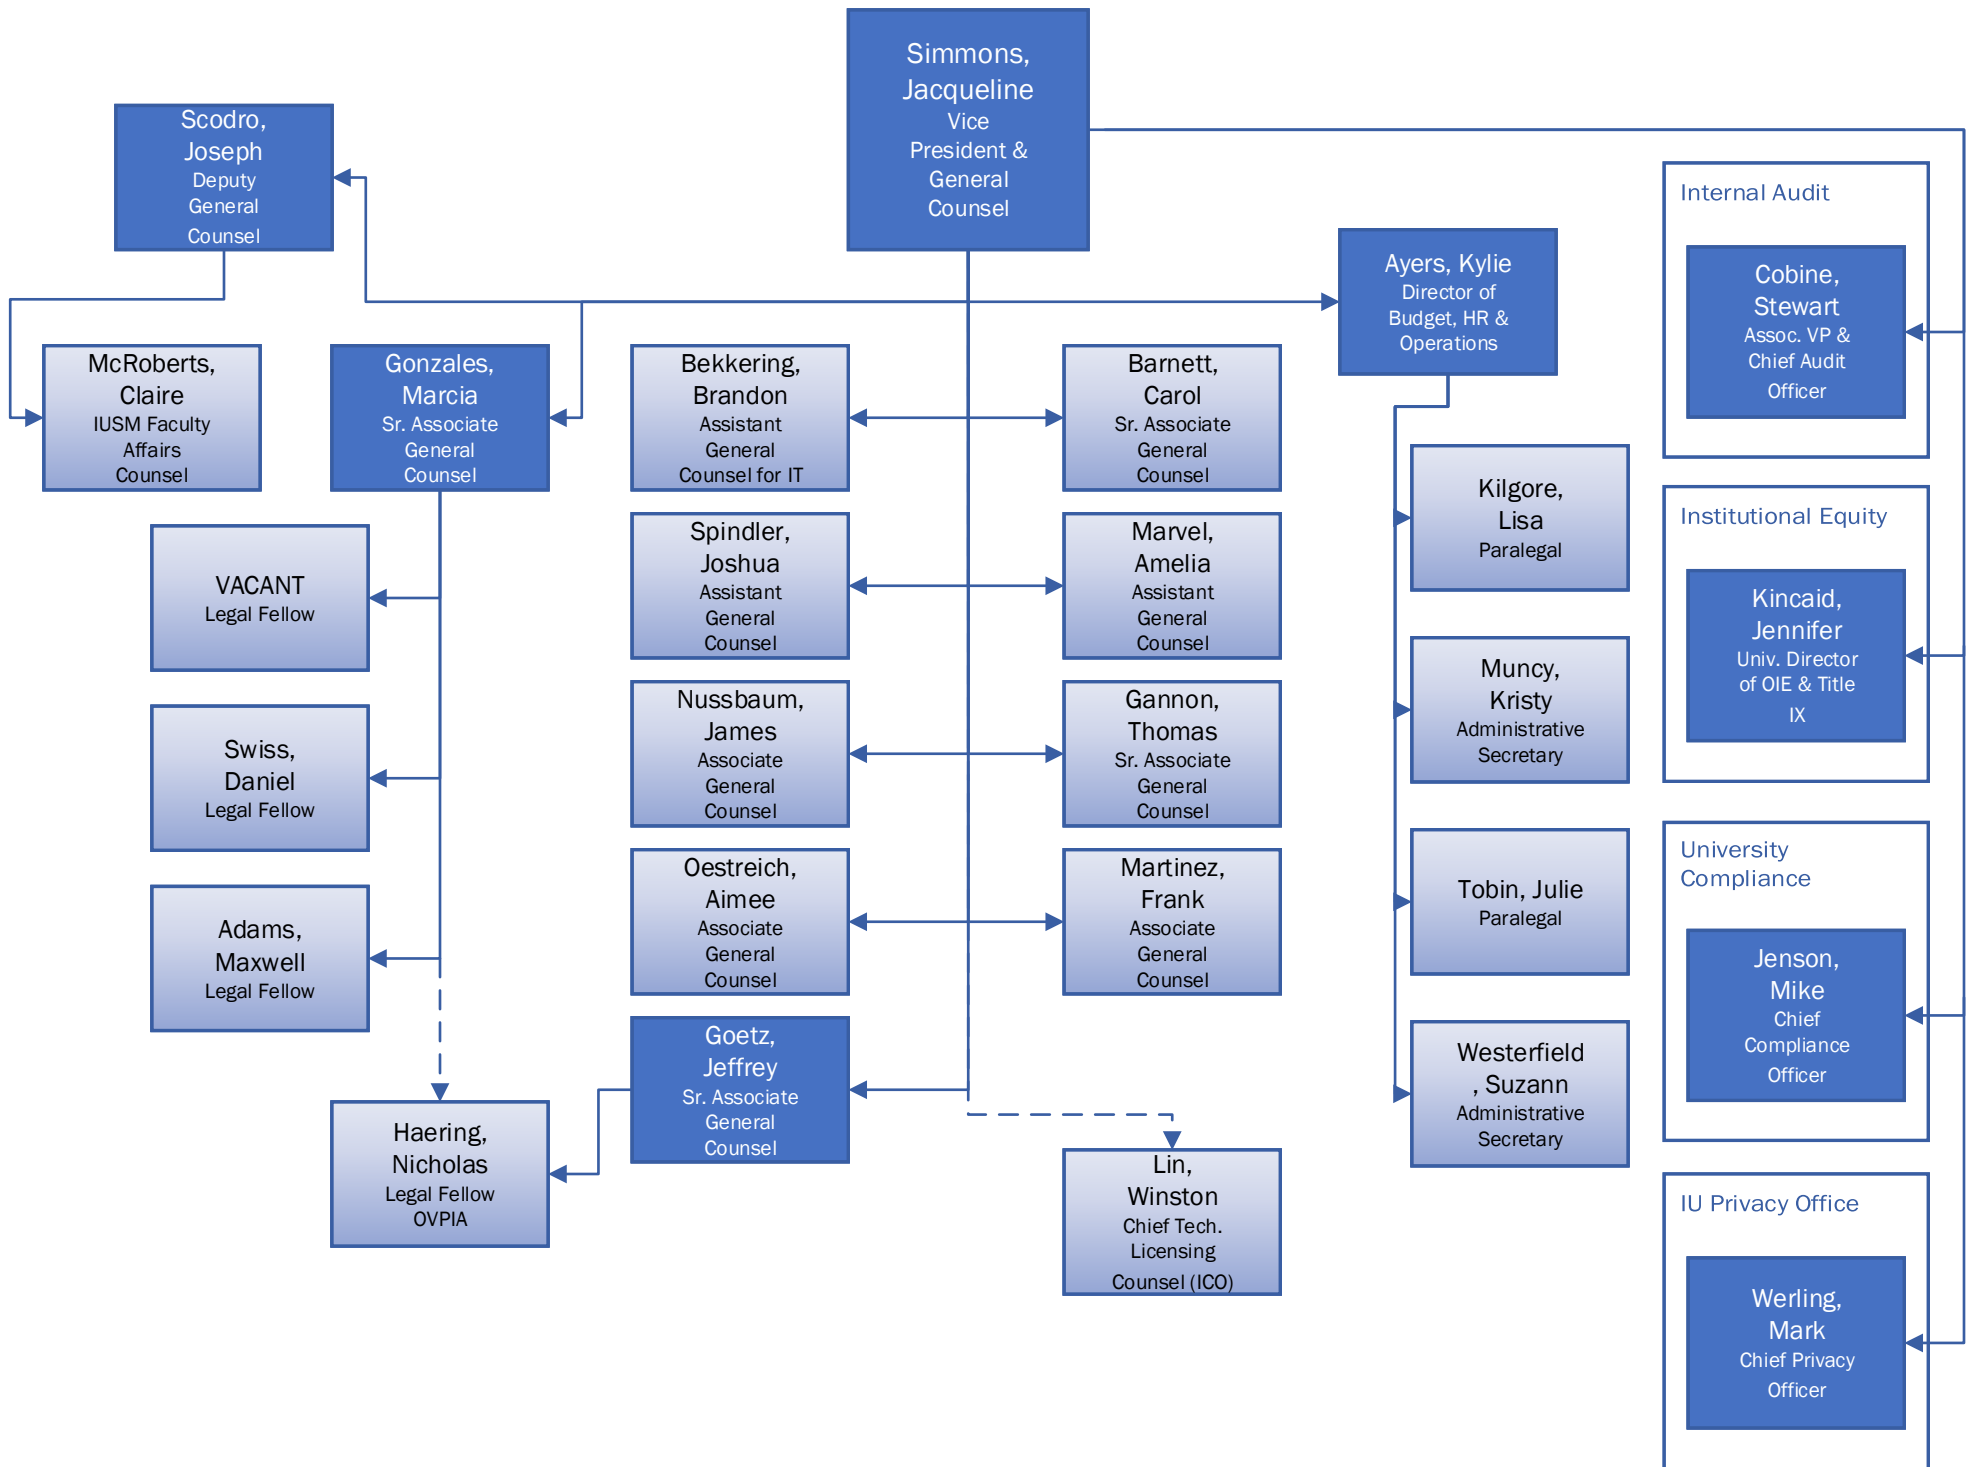 Simmons,
Jacqueline
Vice
President &
General
Counsel
Scodro,
Joseph
Deputy
General
Counsel
McRoberts,
Claire
IUSM Faculty
Affairs
Counsel
Gonzales,
Marcia
Sr. Associate
General
Counsel
VACANT
Legal Fellow
Swiss,
Daniel
Legal Fellow
Adams,
Maxwell
Legal Fellow
Haering,
Nicholas
Legal Fellow
OVPIA
Bekkering,
Brandon
Assistant
General
Counsel for IT
Spindler,
Joshua
Assistant
General
Counsel
Nussbaum,
James
Associate
General
Counsel
Oestreich,
Aimee
Associate
General
Counsel
Goetz,
Jeffrey
Sr. Associate
General
Counsel
Barnett,
Carol
Sr. Associate
General
Counsel
Marvel,
Amelia
Assistant
General
Counsel
Gannon,
Thomas
Sr. Associate
General
Counsel
Martinez,
Frank
Associate
General
Counsel
Lin,
Winston
Chief Tech.
Licensing
Counsel (ICO)
Ayers, Kylie
Director of
Budget, HR &
Operations
Kilgore,
Lisa
Paralegal
Muncy,
Kristy
Administrative
Secretary
Tobin, Julie
Paralegal
Westerfield
, Suzann
Administrative
Secretary
Internal Audit
Cobine,
Stewart
Assoc. VP &
Chief Audit
Officer
Institutional Equity
Kincaid,
Jennifer
Univ. Director
of OIE & Title
IX
University
Compliance
Jenson,
Mike
Chief
Compliance
Officer
IU Privacy Office
Werling,
Mark
Chief Privacy
Officer